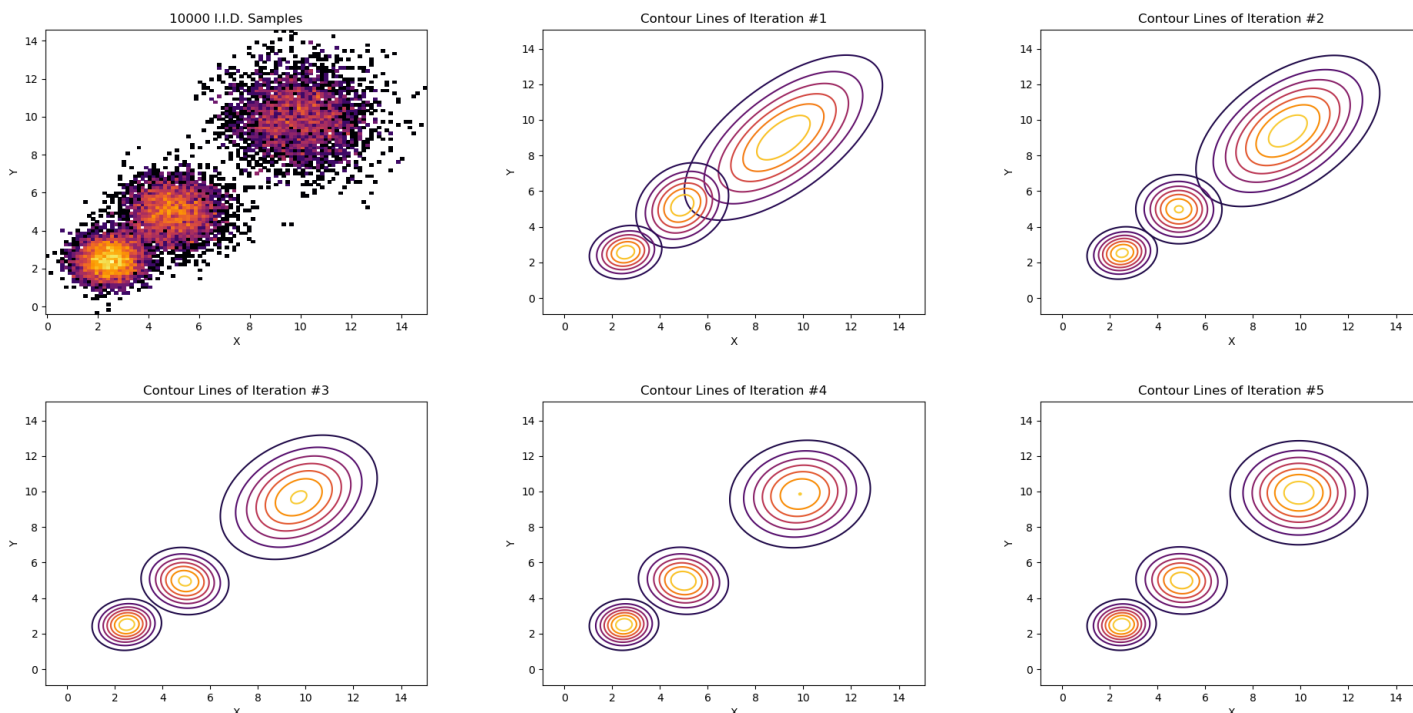 10000 I.I.D. Samples
14
12
10
8
6
4
2
0
Y
0 2 4 6 8 10 12 14
X
Contour Lines of Iteration #1
14
12
10
8
6
4
2
0
Y
0 2 4 6 8 10 12 14
X
Contour Lines of Iteration #2
14
12
10
8
6
4
2
0
Y
0 2 4 6 8 10 12 14
X
Contour Lines of Iteration #3
14
12
10
8
6
4
2
0
Y
0 2 4 6 8 10 12 14
X
Contour Lines of Iteration #4
14
12
10
8
6
4
2
0
Y
0 2 4 6 8 10 12 14
X
Contour Lines of Iteration #5
14
12
10
8
6
4
2
0
Y
0 2 4 6 8 10 12 14
X